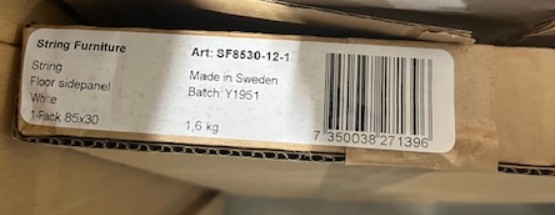 String Furniture
String
Floor sidepanel
White
1-Pack 85x30
Art: SF8530-12-1
Made in Sweden
Batch: Y1951
1,6 kg
7 350038 271396